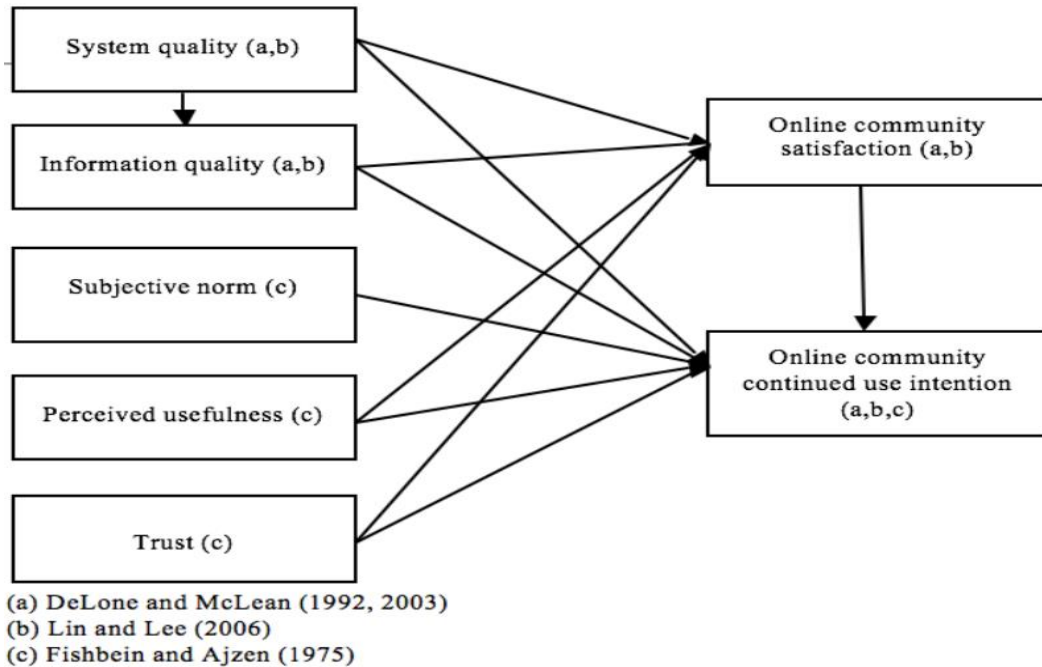 System quality (a,b)
Information quality (a,b)
Subjective norm (c)
Perceived usefulness (c)
Trust (c)
Online community
satisfaction (a,b)
Online community
continued use intention
(a,b,c)
(a) DeLone and McLean (1992, 2003)
(b) Lin and Lee (2006)
(c) Fishbein and Ajzen (1975)